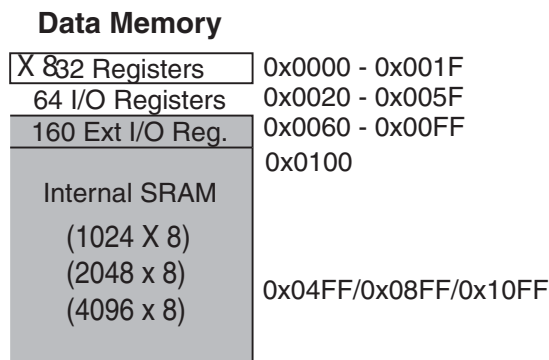 Data Memory
X 832 Registers 0x0000 - 0x001F
64 I/O Registers 0x0020 - 0x005F
160 Ext I/O Reg. 0x0060 - 0x00FF
0x0100
Internal SRAM
(1024 X 8)
(2048 x 8)
(4096 x 8)
0x04FF/0x08FF/0x10FF